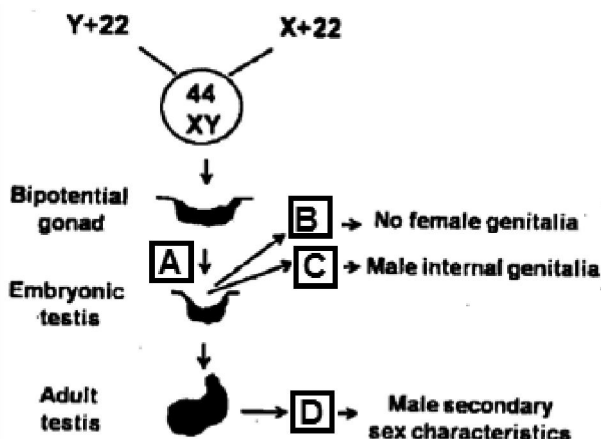 Y+22
X+22
44
XY
Bipotential
gonad
B
No female genitalia
A
C
Male internal genitalia
Embryonic
testis
Adult
testis
D
Male secondary
sex characteristics